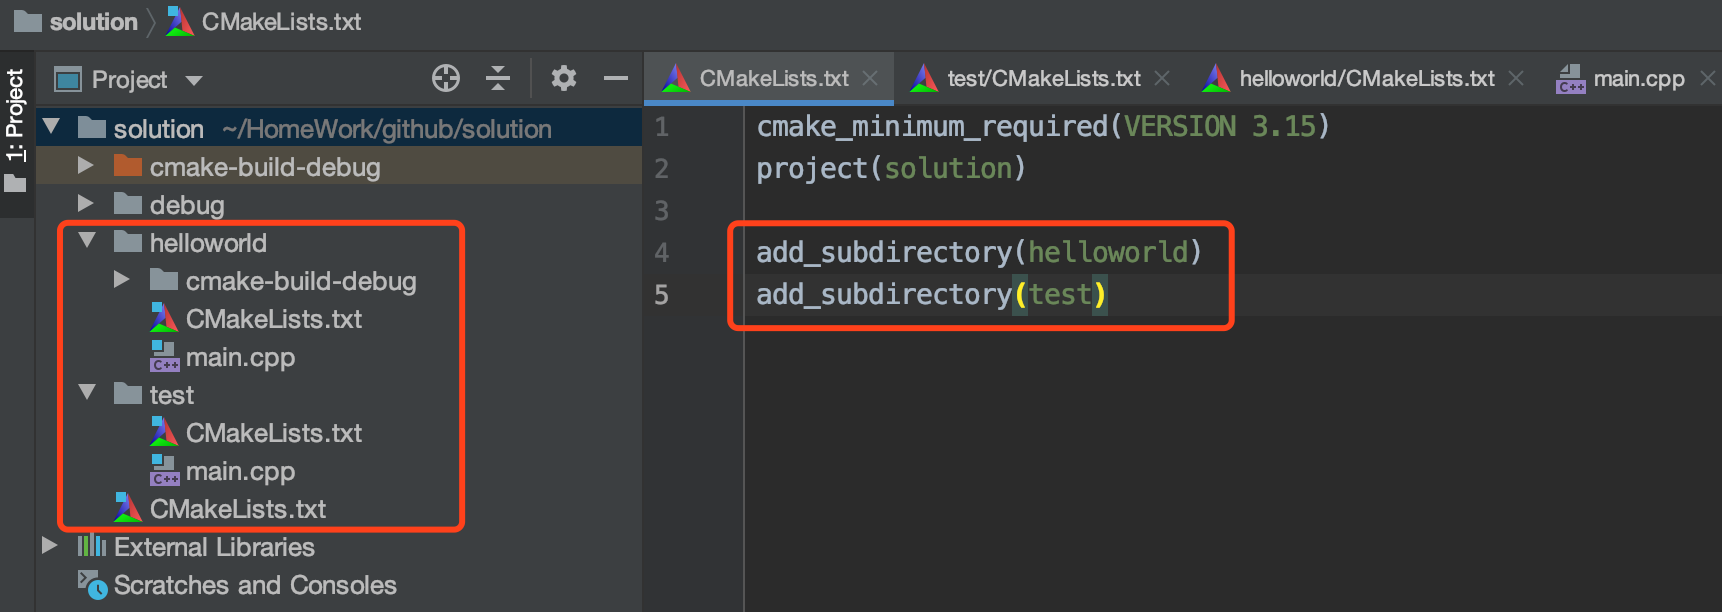 solution CMakeLists.txt
1: Project
Project
solution ~/HomeWork/github/solution
cmake-build-debug
debug
helloworld
cmake-build-debug
CMakeLists.txt
C++ main.cpp
test
CMakeLists.txt
C++ main.cpp
CMakeLists.txt
External Libraries
Scratches and Consoles
CMakeLists.txt test/CMakeLists.txt helloworld/CMakeLists.txt C++ main.cpp
1 cmake_minimum_required(VERSION 3.15)
2 project(solution)
3
4 add_subdirectory(helloworld)
5 add_subdirectory(test)